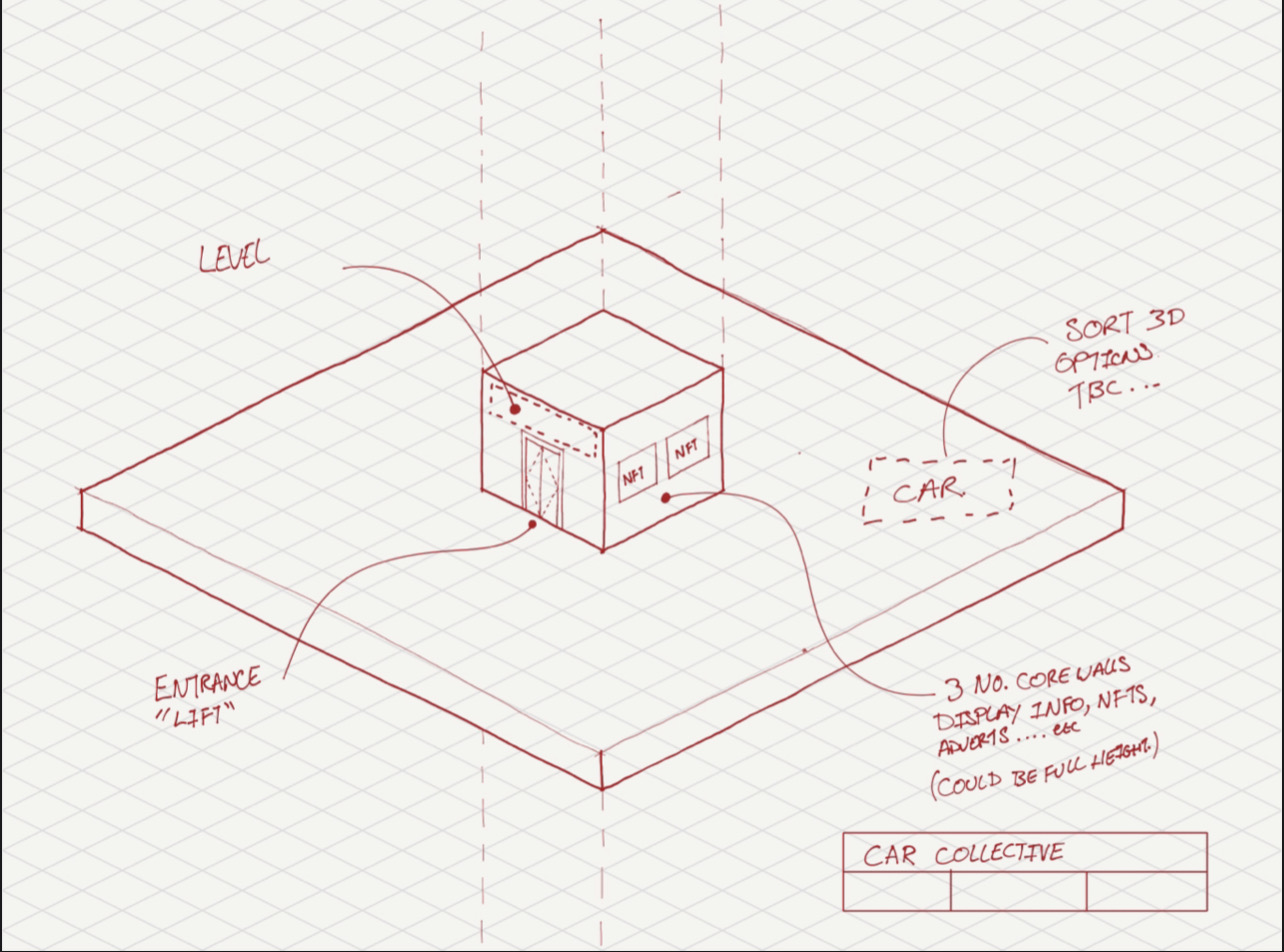 LEVEL
SORT 3D
OPTIONS
TBC...
NFT
NFT
CAR
ENTRANCE
"LIFT"
3 NO. CORE WALLS
DISPLAY INFO, NFTS,
ADVERTS.... etc
(COULD BE FULL HEIGHT.)
CAR COLLECTIVE